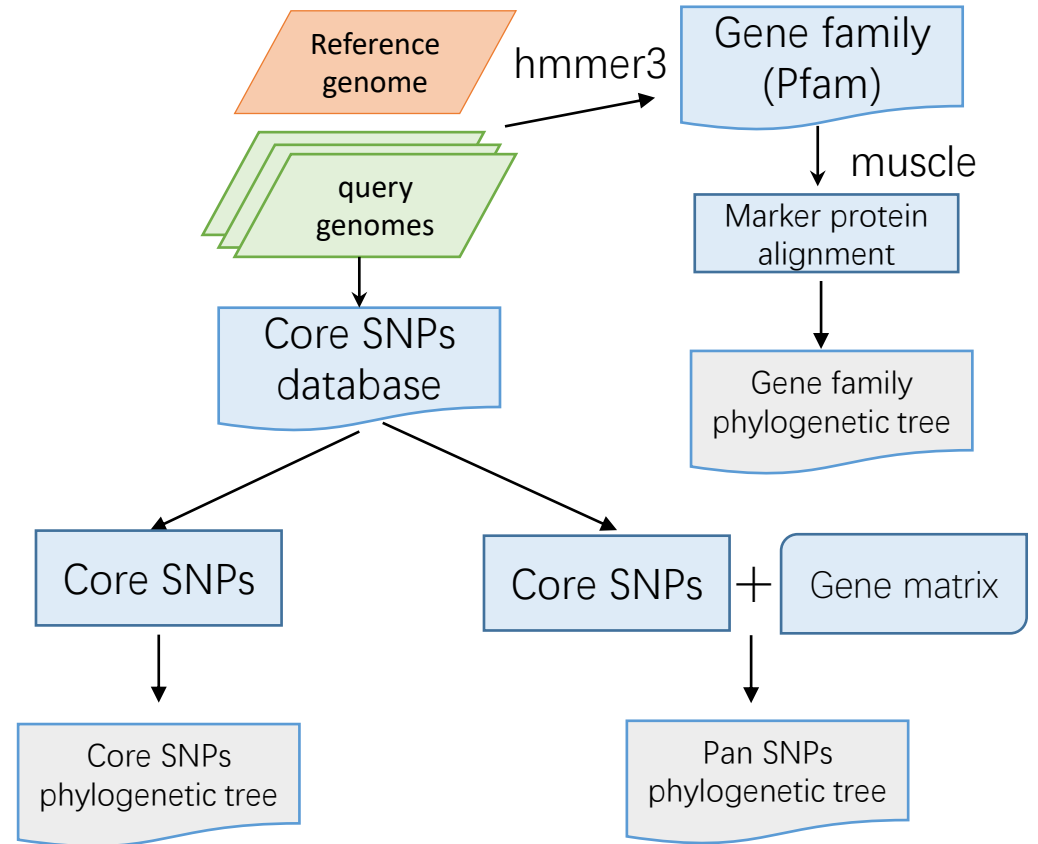 Reference
genome
hmmer3
Gene family
(Pfam)
query
genomes
muscle
Marker protein
alignment
Core SNPs
database
Gene family
phylogenetic tree
Core SNPs
Core SNPs
+
Gene matrix
Core SNPs
phylogenetic tree
Pan SNPs
phylogenetic tree